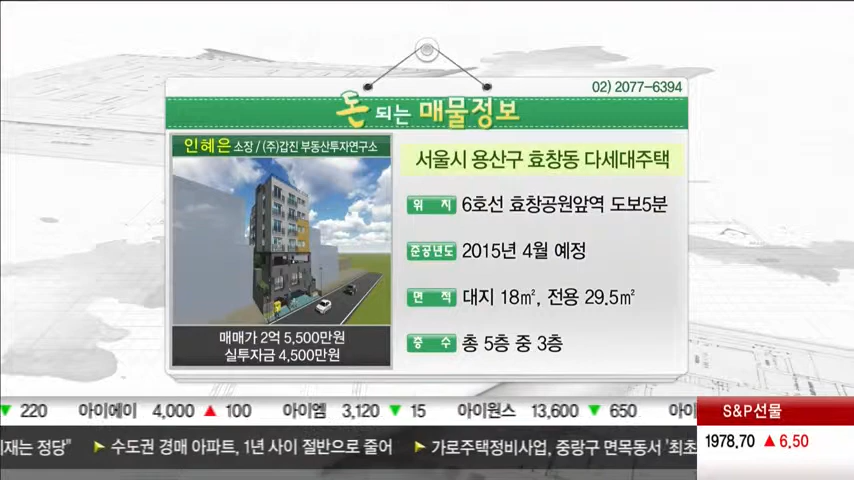 02) 2077-6394
돈 되는 매물정보
인혜은 소장 / (주)갑진 부동산투자연구소
매매가 2억 5,500만원
실투자금 4,500만원
서울시 용산구 효창동 다세대주택
위 치 6호선 효창공원앞역 도보5분
준공년도 2015년 4월 예정
면 적 대지 18㎡, 전용 29.5㎡
층 수 총 5층 중 3층
▼ 220 아이에이 4,000 ▲ 100 아이엠 3,120 ▼ 15 아이원스 13,600 ▼ 650 아이
S&P선물
1978.70 ▲ 6.50
재는 정당" ▶ 수도권 경매 아파트, 1년 사이 절반으로 줄어 ▶ 가로주택정비사업, 중랑구 면목동서 '최초